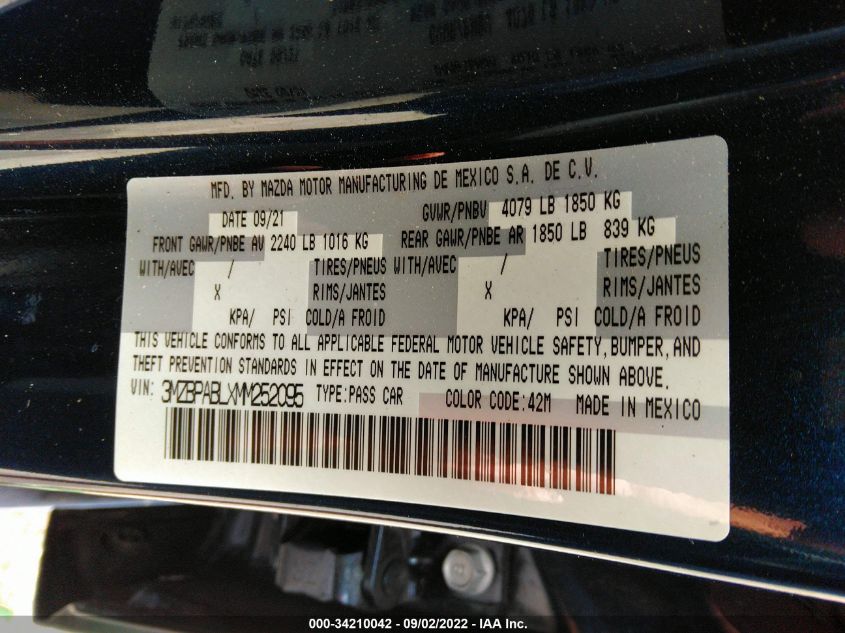 MFD. BY MAZDA MOTOR MANUFACTURING DE MEXICO S.A. DE C.V.
DATE 09/21 GVWR/PNBV 4079 LB 1850 KG
FRONT GAWR/PNBE AV 2240 LB 1016 KG REAR GAWR/PNBE AR 1850 LB 839 KG
WITH/AVEC / TIRES/PNEUS WITH/AVEC / TIRES/PNEUS
X RIMS/JANTES X RIMS/JANTES
KPA/ PSI COLD/A FROID KPA/ PSI COLD/A FROID
THIS VEHICLE CONFORMS TO ALL APPLICABLE FEDERAL MOTOR VEHICLE SAFETY, BUMPER, AND
THEFT PREVENTION STANDARDS IN EFFECT ON THE DATE OF MANUFACTURE SHOWN ABOVE.
VIN: 3MZBPABLXMM252095 TYPE:PASS CAR COLOR CODE:42M MADE IN MEXICO
000-34210042 - 09/02/2022 - IAA Inc.